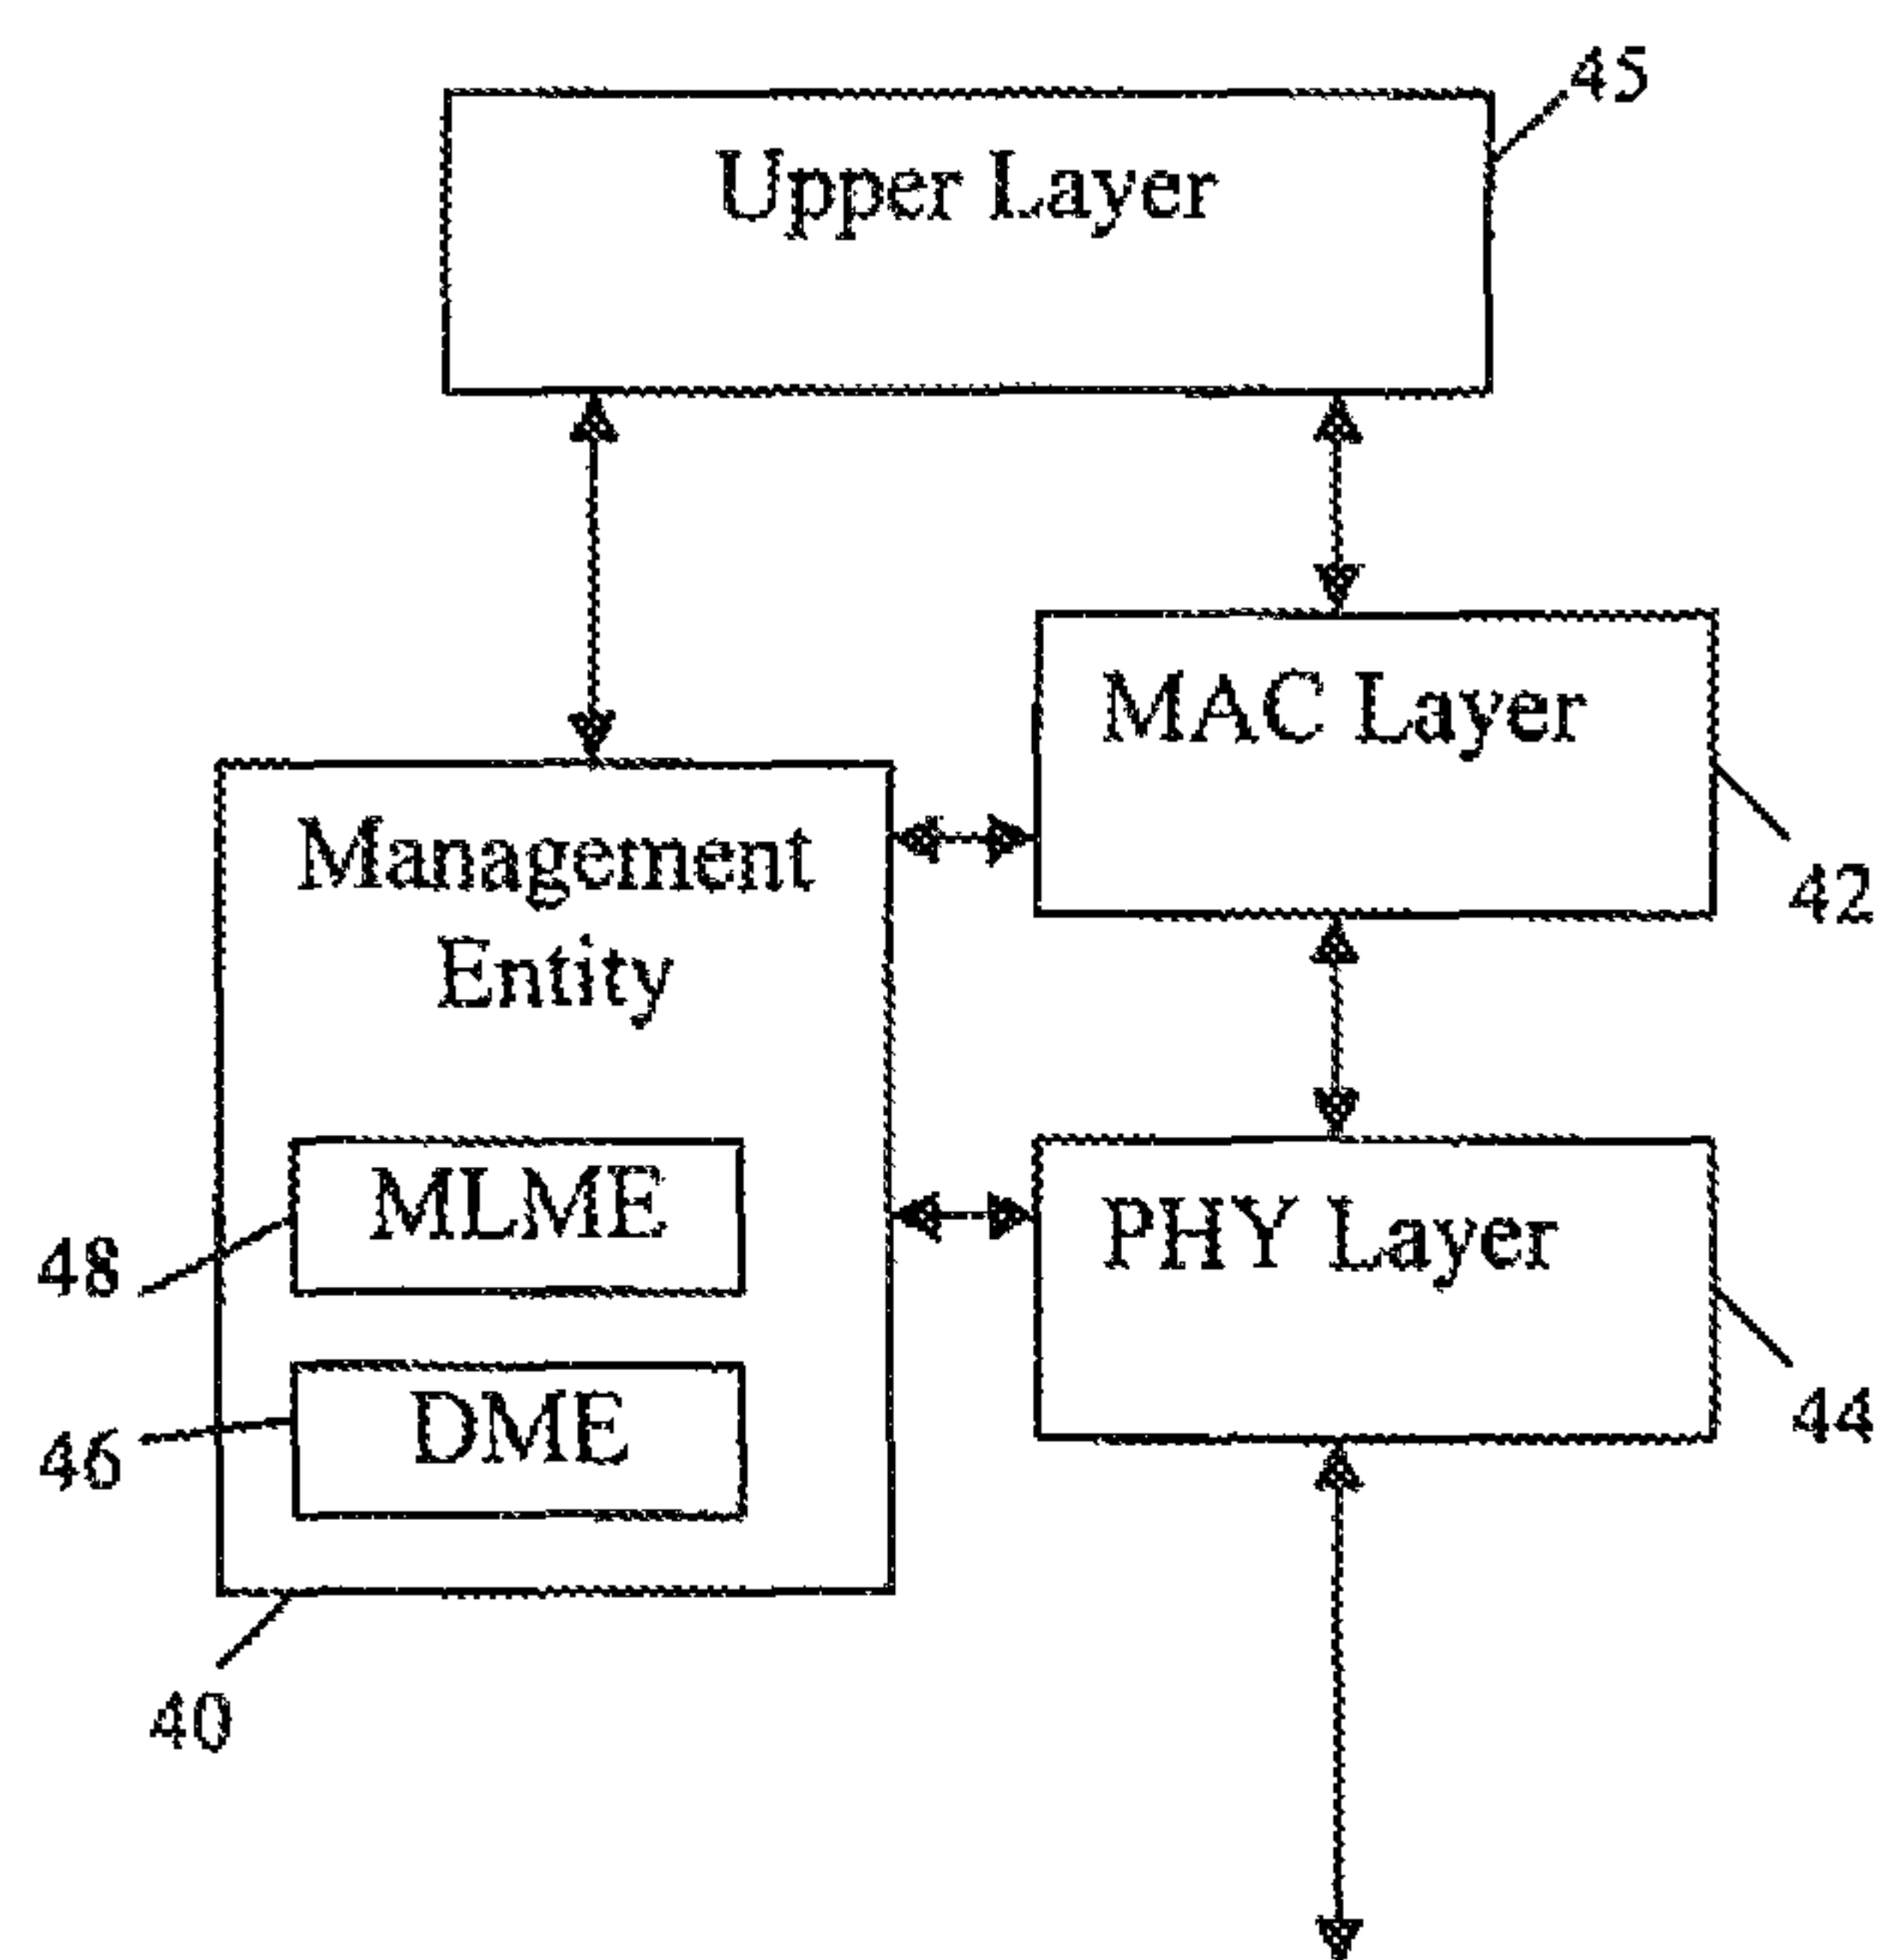 45
Upper Layer
MAC Layer
42
Management
Entity
MLME
48
PHY Layer
44
DME
46
40